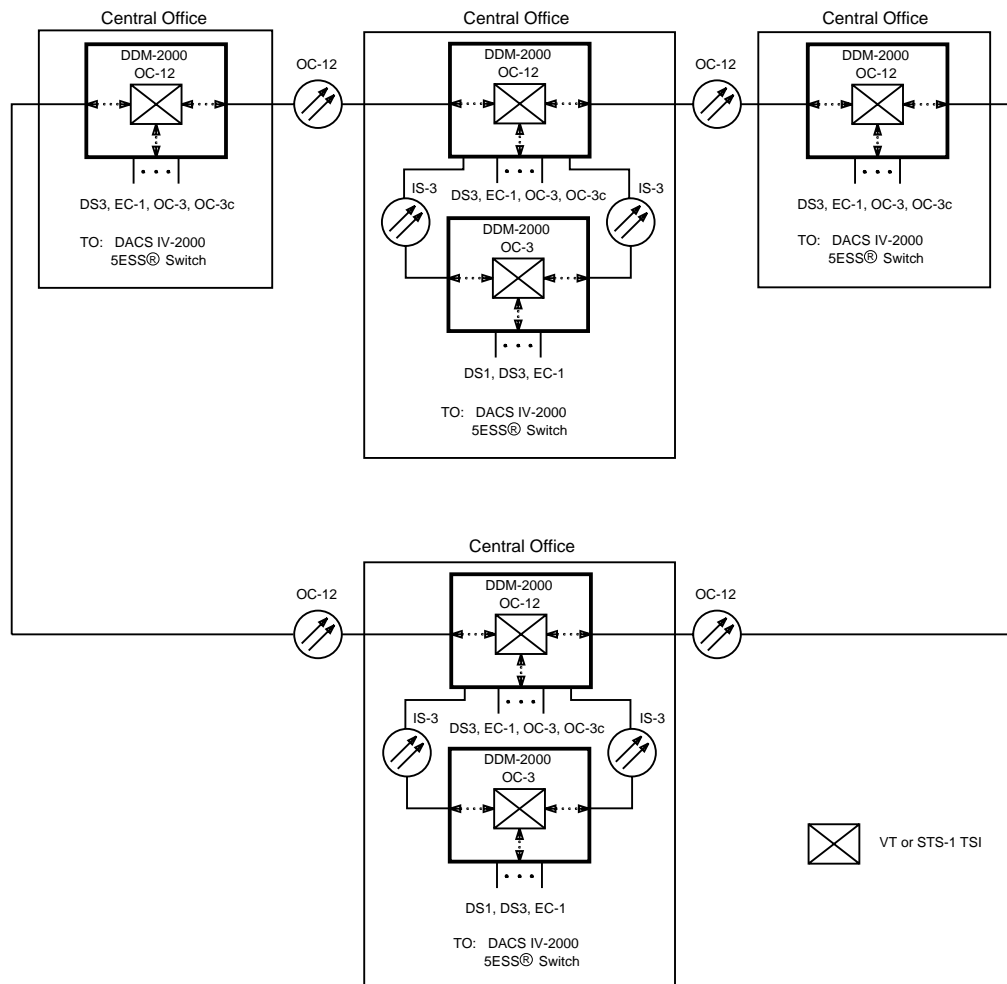 Central Office
DDM-2000
OC-12
DS3, EC-1, OC-3, OC-3c
TO: DACS IV-2000
5ESS® Switch
OC-12
Central Office
DDM-2000
OC-12
IS-3
DS3, EC-1, OC-3, OC-3c
IS-3
DDM-2000
OC-3
DS1, DS3, EC-1
TO: DACS IV-2000
5ESS® Switch
OC-12
Central Office
DDM-2000
OC-12
DS3, EC-1, OC-3, OC-3c
TO: DACS IV-2000
5ESS® Switch
OC-12
Central Office
DDM-2000
OC-12
IS-3
DS3, EC-1, OC-3, OC-3c
IS-3
DDM-2000
OC-3
DS1, DS3, EC-1
TO: DACS IV-2000
5ESS® Switch
OC-12
VT or STS-1 TSI